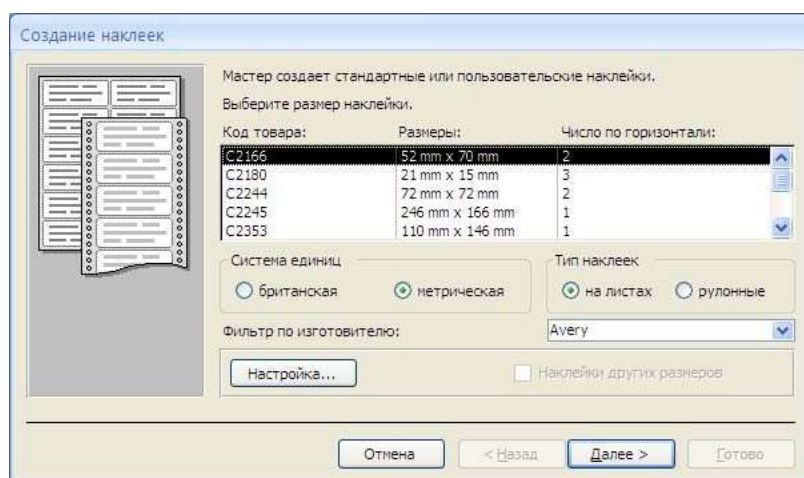 Создание наклеек
Мастер создает стандартные или пользовательские наклейки.
Выберите размер наклейки.
Код товара: Размеры: Число по горизонтали:
C2166 52 mm x 70 mm 2
C2180 21 mm x 15 mm 3
C2244 72 mm x 72 mm 2
C2245 246 mm x 166 mm 1
C2353 110 mm x 146 mm 1
Система единиц Тип наклеек
британская метрическая на листах рулонные
Фильтр по изготовителю: Avery
Настройка... Наклейки других размеров
Отмена < Назад Далее > Готово